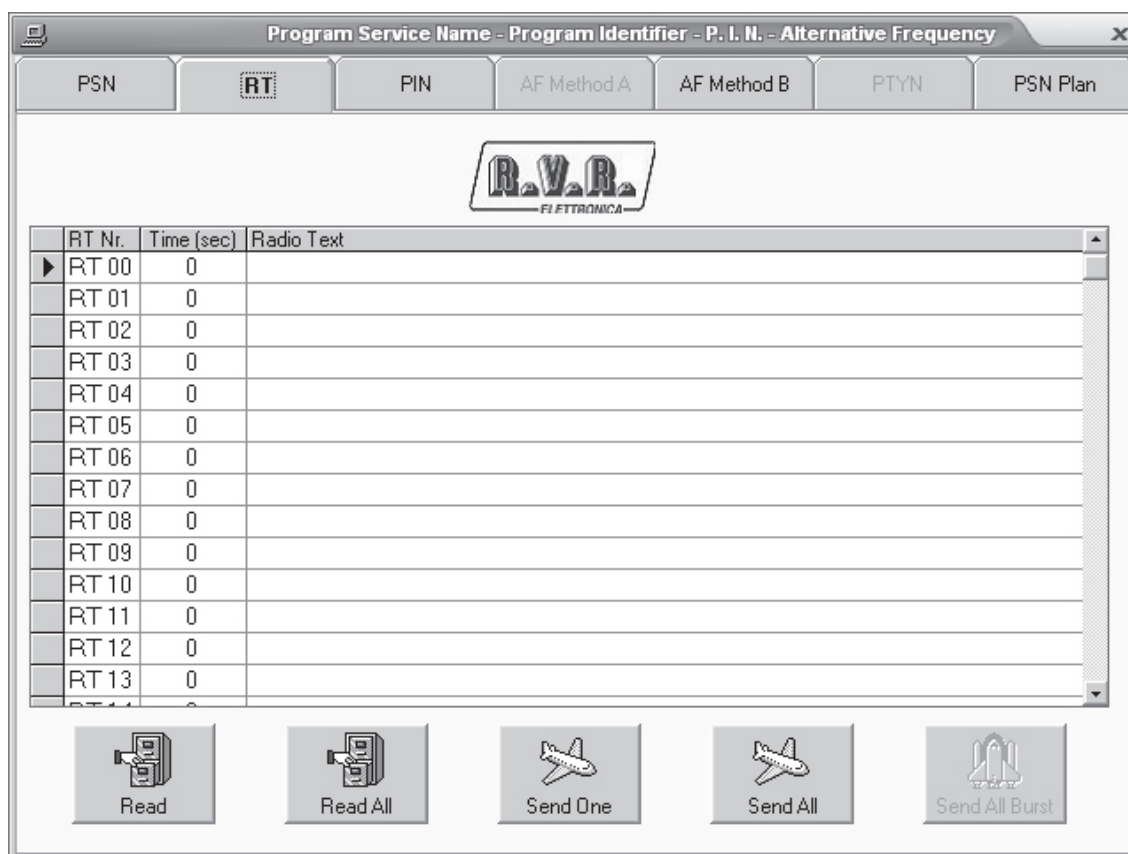 Program Service Name - Program Identifier - P. I. N. - Alternative Frequency x
PSN RT PIN AF Method A AF Method B PTYN PSN Plan
R.V.R.
ELETTRONICA
RT Nr. Time (sec) Radio Text
RT 00 0
RT 01 0
RT 02 0
RT 03 0
RT 04 0
RT 05 0
RT 06 0
RT 07 0
RT 08 0
RT 09 0
RT 10 0
RT 11 0
RT 12 0
RT 13 0
Read Read All Send One Send All Send All Burst